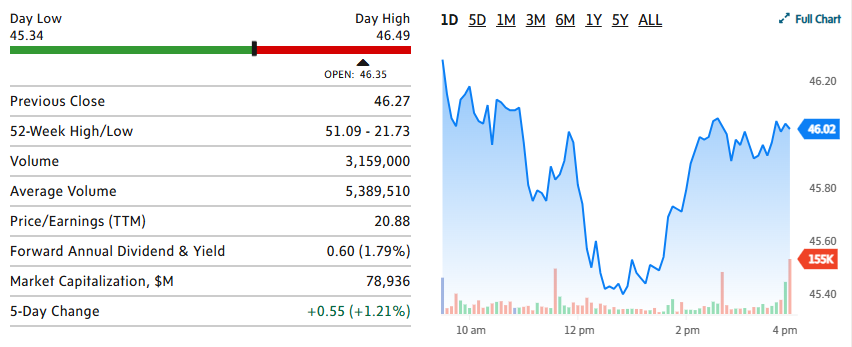 Day Low Day High
45.34 46.49
OPEN: 46.35
Previous Close 46.27
52-Week High/Low 51.09 - 21.73
Volume 3,159,000
Average Volume 5,389,510
Price/Earnings (TTM) 20.88
Forward Annual Dividend & Yield 0.60 (1.79%)
Market Capitalization, $M 78,936
5-Day Change +0.55 (+1.21%)
1D 5D 1M 3M 6M 1Y 5Y ALL Full Chart
46.20
46.02
45.80
45.60
155K
45.40
10 am 12 pm 2 pm 4 pm